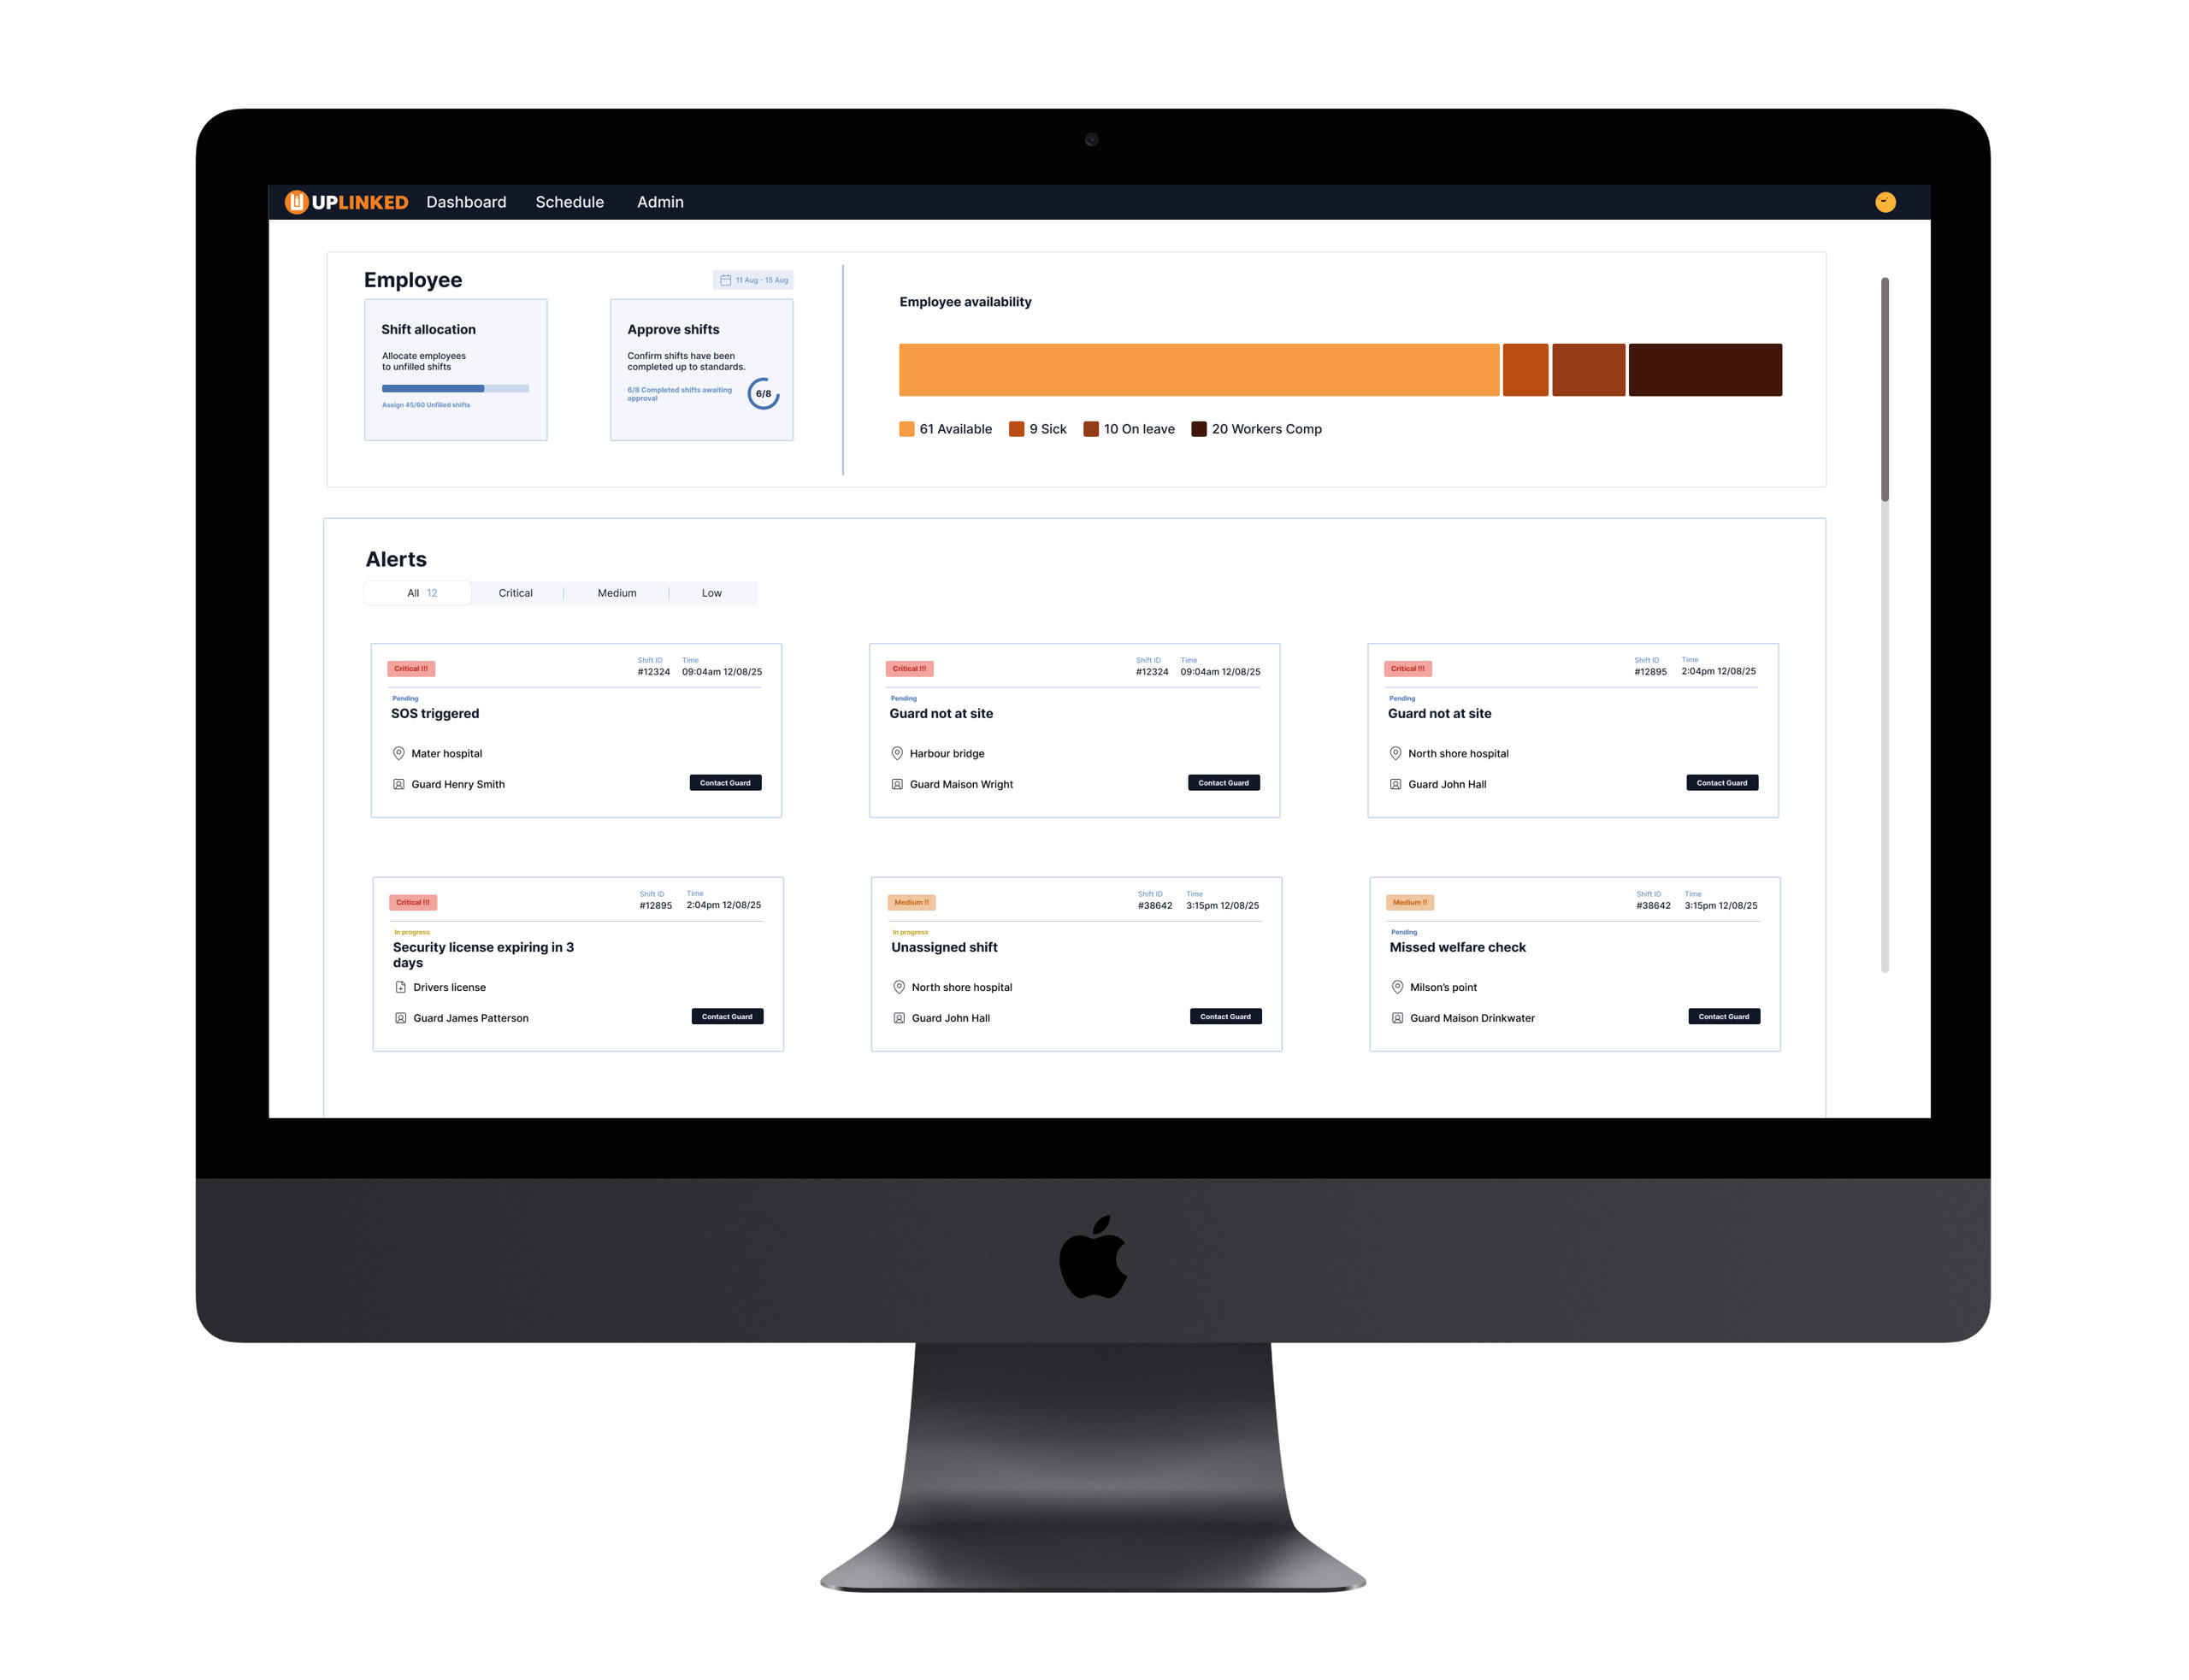 UPLINKED Dashboard Schedule Admin
Employee
11 Aug - 15 Aug
Shift allocation
Allocate employees
to unfilled shifts
Assign 45/60 Unfilled shifts
Approve shifts
Confirm shifts have been
completed up to standards.
6/8 Completed shifts awaiting
approval
6/8
Employee availability
61 Available 9 Sick 10 On leave 20 Workers Comp
Alerts
All 12 Critical Medium Low
Critical !!!
Shift ID Time
#12324 09:04am 12/08/25
Pending
SOS triggered
Mater hospital
Guard Henry Smith
Contact Guard
Critical !!!
Shift ID Time
#12324 09:04am 12/08/25
Pending
Guard not at site
Harbour bridge
Guard Maison Wright
Contact Guard
Critical !!!
Shift ID Time
#12895 2:04pm 12/08/25
Pending
Guard not at site
North shore hospital
Guard John Hall
Contact Guard
Critical !!!
Shift ID Time
#12895 2:04pm 12/08/25
In progress
Security license expiring in 3
days
Drivers license
Guard James Patterson
Contact Guard
Medium !!
Shift ID Time
#38642 3:15pm 12/08/25
In progress
Unassigned shift
North shore hospital
Guard John Hall
Contact Guard
Medium !!
Shift ID Time
#38642 3:15pm 12/08/25
Pending
Missed welfare check
Milson's point
Guard Maison Drinkwater
Contact Guard